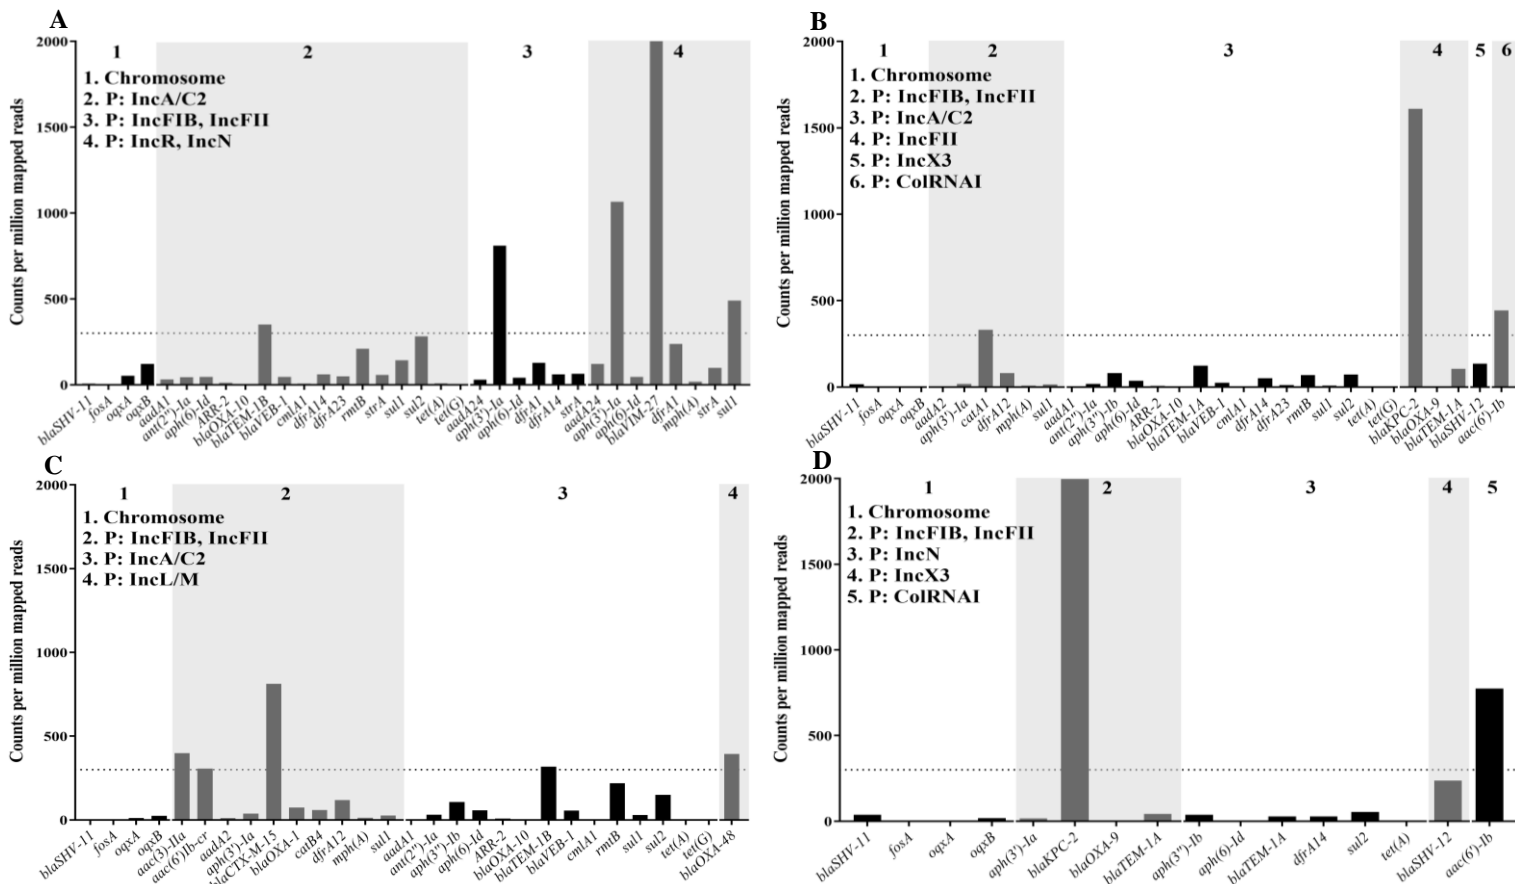 A
Counts per million mapped reads
2000
1500
1000
500
0
1
2
3
4
1. Chromosome
2. P: IncA/C2
3. P: IncFIB, IncFII
4. P: IncR, IncN
blaSHV-11
fosA
oqxA
oqxB
aadA1
ant(2'')-Ia
aph(6)-Id
ARR-2
blaOXA-10
blaTEM-1B
blaVEB-1
cmlA1
dfrA14
dfrA23
rmtB
strA
sul1
sul2
tet(A)
tet(G)
aadA24
aph(3')-Ia
aph(6)-Id
dfrA1
dfrA14
strA
aadA24
aph(3')-Ia
aph(6)-Id
blaVIM-27
dfrA1
mph(A)
strA
sul1
B
Counts per million mapped reads
2000
1500
1000
500
0
1
2
3
4
5
6
1. Chromosome
2. P: IncFIB, IncFII
3. P: IncA/C2
4. P: IncFII
5. P: IncX3
6. P: ColRNAI
blaSHV-11
fosA
oqxA
oqxB
aadA2
aph(3')-Ia
catA1
dfrA12
mph(A)
sul1
aadA1
ant(2'')-Ia
aph(3'')-Ib
aph(6)-Id
ARR-2
blaOXA-10
blaTEM-1A
blaVEB-1
cmlA1
dfrA14
dfrA23
rmtB
sul1
sul2
tet(A)
tet(G)
blaKPC-2
blaOXA-9
blaTEM-1A
blaSHV-12
aac(6')-Ib
C
Counts per million mapped reads
2000
1500
1000
500
0
1
2
3
4
1. Chromosome
2. P: IncFIB, IncFII
3. P: IncA/C2
4. P: IncL/M
blaSHV-11
fosA
oqxA
oqxB
aac(3)-IIa
aac(6')Ib-cr
aadA2
aph(3')-Ia
blaCTX-M-15
blaOXA-1
catB4
dfrA12
mph(A)
sul1
aadA1
ant(2'')-Ia
aph(3'')-Ib
aph(6)-Id
ARR-2
blaOXA-10
blaTEM-1B
blaVEB-1
cmlA1
rmtB
sul1
sul2
tet(A)
tet(G)
blaOXA-48
D
Counts per million mapped reads
2000
1500
1000
500
0
1
2
3
4
5
1. Chromosome
2. P: IncFIB, IncFII
3. P: IncN
4. P: IncX3
5. P: ColRNAI
blaSHV-11
fosA
oqxA
oqxB
aph(3')-Ia
blaKPC-2
blaOXA-9
blaTEM-1A
aph(3'')-Ib
aph(6)-Id
blaTEM-1A
dfrA14
sul2
tet(A)
blaSHV-12
aac(6')-Ib